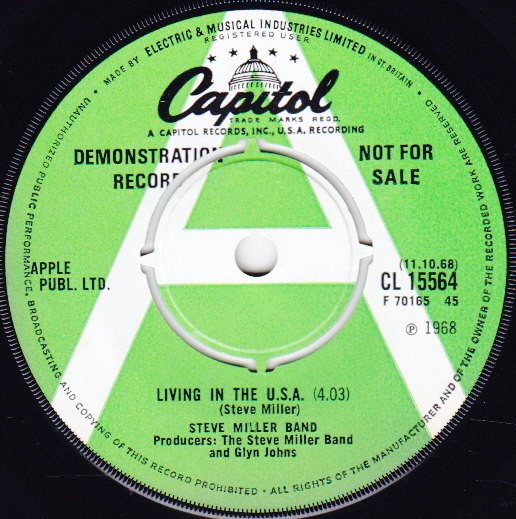 MADE BY ELECTRIC & MUSICAL INDUSTRIES LIMITED IN GT. BRITAIN
REGISTERED USER
Capitol
TRADE MARKS REGD.
A CAPITOL RECORDS, INC., U.S.A. RECORDING
DEMONSTRATION
RECORD
NOT FOR
SALE
APPLE
PUBL. LTD.
(11.10.68)
CL 15564
F 70165 45
Ⓟ 1968
LIVING IN THE U.S.A. (4.03)
(Steve Miller)
STEVE MILLER BAND
Producers: The Steve Miller Band
and Glyn Johns
UNAUTHORIZED PUBLIC PERFORMANCE, BROADCASTING AND COPYING OF THIS RECORD PROHIBITED · ALL RIGHTS OF THE MANUFACTURER AND OF THE OWNER OF THE RECORDED WORK ARE RESERVED
A